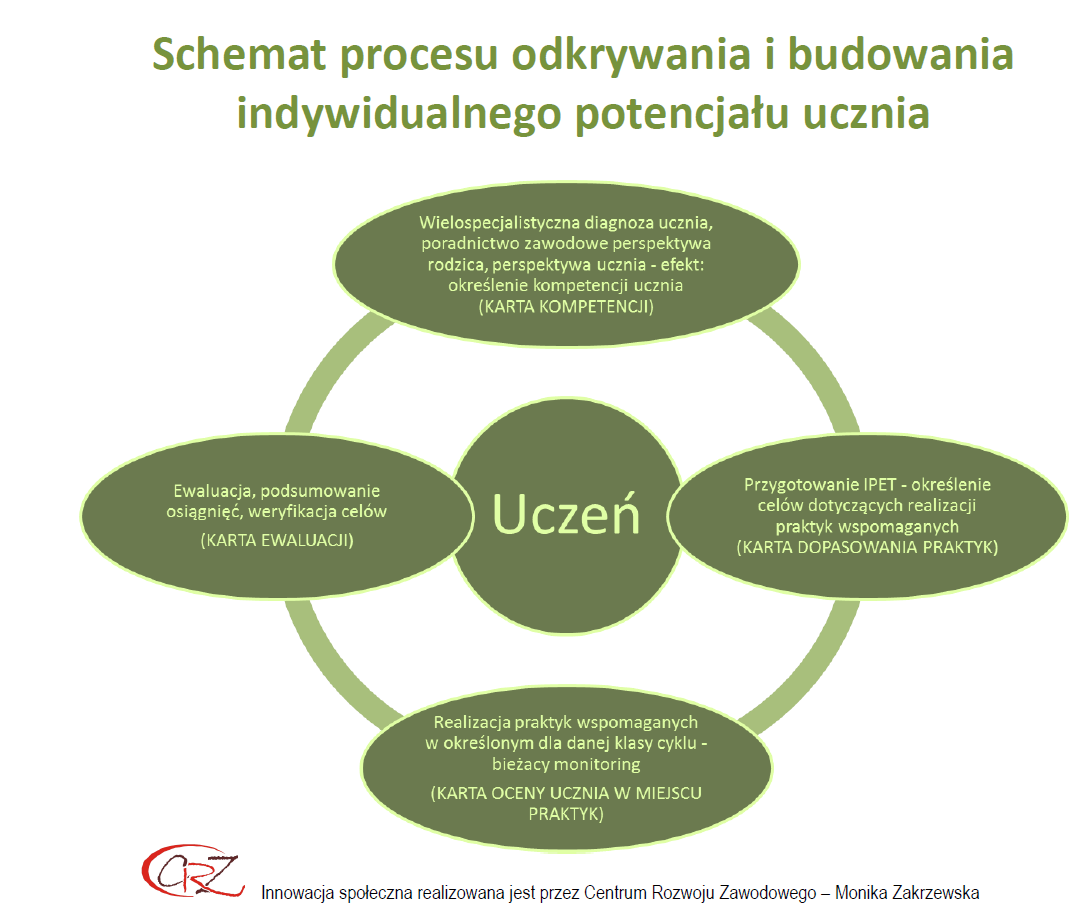 Schemat procesu odkrywania i budowania
indywidualnego potencjału ucznia
Wielospecjalistyczna diagnoza ucznia,
poradnictwo zawodowe perspektywa
rodzica, perspektywa ucznia - efekt:
określenie kompetencji ucznia
(KARTA KOMPETENCJI)
Ewaluacja, podsumowanie
osiągnięć, weryfikacja celów
(KARTA EWALUACJI)
Uczeń
Przygotowanie IPET - określenie
celów dotyczących realizacji
praktyk wspomaganych
(KARTA DOPASOWANIA PRAKTYK)
Realizacja praktyk wspomaganych
w określonym dla danej klasy cyklu -
bieżacy monitoring
(KARTA OCENY UCZNIA W MIEJSCU
PRAKTYK)
CRZ
Innowacja społeczna realizowana jest przez Centrum Rozwoju Zawodowego – Monika Zakrzewska